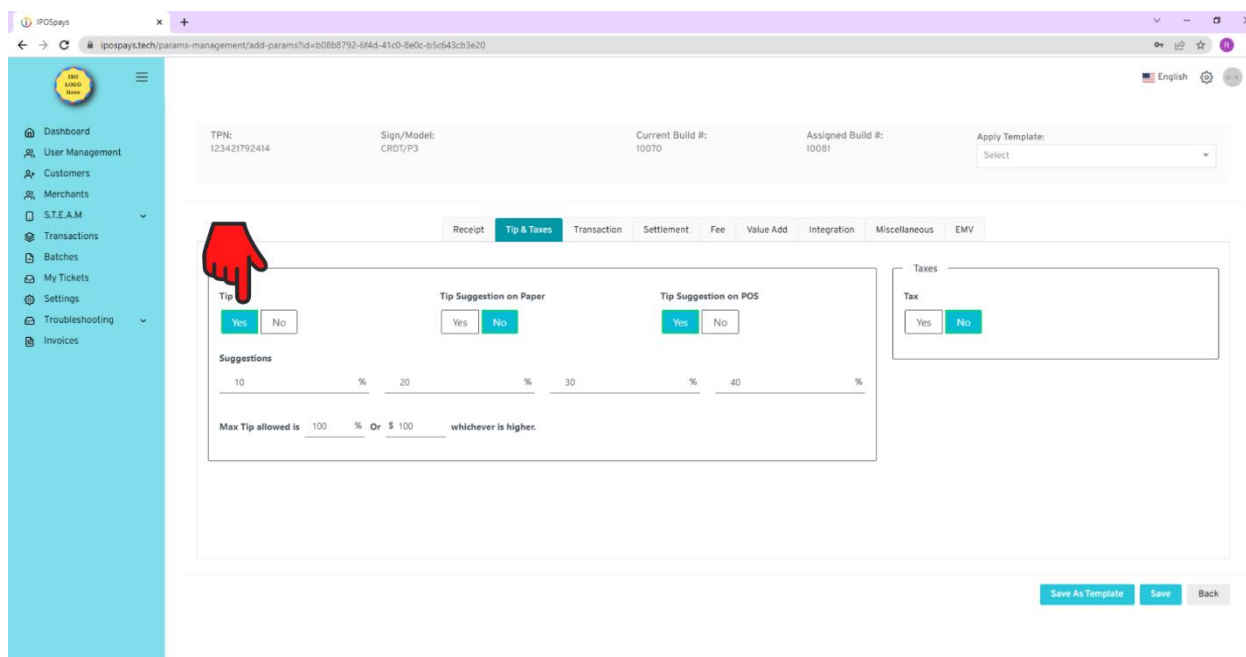 IPOSpays
ipospays.tech/params-management/add-params?id=b08b8792-6f4d-41c0-8e0c-b5c643cb3e20
R
ISO
LOGO
Here
English
Dashboard
User Management
Customers
Merchants
S.T.E.A.M
Transactions
Batches
My Tickets
Settings
Troubleshooting
Invoices
TPN: Sign/Model: Current Build #: Assigned Build #: Apply Template:
123421792414 CRDT/P3 10070 10081 Select
Receipt Tip & Taxes Transaction Settlement Fee Value Add Integration Miscellaneous EMV
Taxes
Tip Tip Suggestion on Paper Tip Suggestion on POS Tax
Yes No Yes No Yes No Yes No
Suggestions
10 % 20 % 30 % 40 %
Max Tip allowed is 100 % Or $ 100 whichever is higher.
Save As Template Save Back